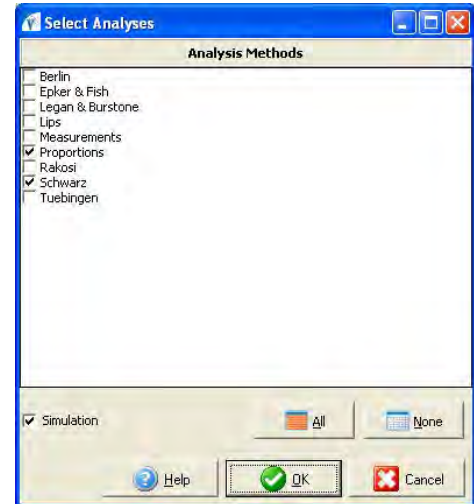 Select Analyses
Analysis Methods
Berlin
Epker & Fish
Legan & Burstone
Lips
Measurements
Proportions
Rakosi
Schwarz
Tuebingen
Simulation
All
None
Help
OK
Cancel